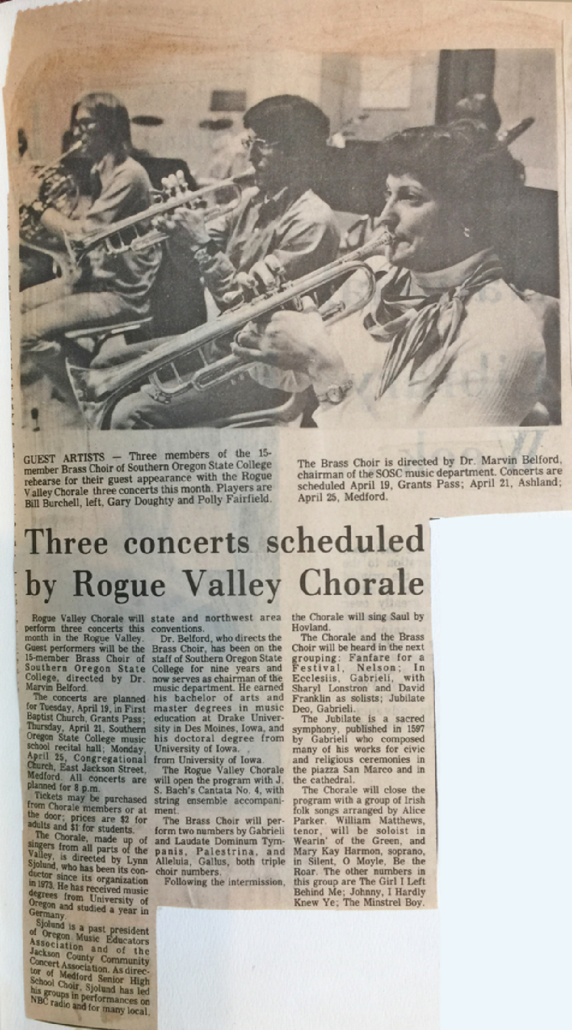 GUEST ARTISTS — Three members of the 15-
member Brass Choir of Southern Oregon State College
rehearse for their guest appearance with the Rogue
Valley Chorale three concerts this month. Players are
Bill Burchell, left, Gary Doughty and Polly Fairfield.
The Brass Choir is directed by Dr. Marvin Belford,
chairman of the SOSC music department. Concerts are
scheduled April 19, Grants Pass; April 21, Ashland;
April 25, Medford.
Three concerts scheduled
by Rogue Valley Chorale
Rogue Valley Chorale will
perform three concerts this
month in the Rogue Valley.
Guest performers will be the
15-member Brass Choir of
Southern Oregon State
College, directed by Dr.
Marvin Belford.
The concerts are planned
for Tuesday, April 19, in First
Baptist Church, Grants Pass;
Thursday, April 21, Southern
Oregon State College music
school recital hall; Monday,
April 25, Congregational
Church, East Jackson Street,
Medford. All concerts are
planned for 8 p.m.
Tickets may be purchased
from Chorale members or at
the door; prices are $2 for
adults and $1 for students.
The Chorale, made up of
singers from all parts of the
Valley, is directed by Lynn
Sjolund, who has been its con-
ductor since its organization
in 1973. He has received music
degrees from University of
Oregon and studied a year in
Germany.
Sjolund is a past president
of Oregon Music Educators
Association and of the
Jackson County Community
Concert Association. As direc-
tor of Medford Senior High
School Choir, Sjolund has led
his groups in performances on
NBC radio and for many local,
state and northwest area
conventions.
Dr. Belford, who directs the
Brass Choir, has been on the
staff of Southern Oregon State
College for nine years and
now serves as chairman of the
music department. He earned
his bachelor of arts and
master degrees in music
education at Drake Univer-
sity in Des Moines, Iowa, and
his doctoral degree from
University of Iowa.
from University of Iowa.
The Rogue Valley Chorale
will open the program with J.
S. Bach's Cantata No. 4, with
string ensemble accompani-
ment.
The Brass Choir will per-
form two numbers by Gabrieli
and Laudate Dominum Tym-
panis, Palestrina, and
Alleluia, Gallus, both triple
choir numbers.
Following the intermission,
the Chorale will sing Saul by
Hovland.
The Chorale and the Brass
Choir will be heard in the next
grouping: Fanfare for a
Festival, Nelson; In
Ecclesiis, Gabrieli, with
Sharyl Lonstron and David
Franklin as soloists; Jubilate
Deo, Gabrieli.
The Jubilate is a sacred
symphony, published in 1597
by Gabrieli who composed
many of his works for civic
and religious ceremonies in
the piazza San Marco and in
the cathedral.
The Chorale will close the
program with a group of Irish
folk songs arranged by Alice
Parker. William Matthews,
tenor, will be soloist in
Wearin' of the Green, and
Mary Kay Harmon, soprano,
in Silent, O Moyle, Be the
Roar. The other numbers in
this group are The Girl I Left
Behind Me; Johnny, I Hardly
Knew Ye; The Minstrel Boy.